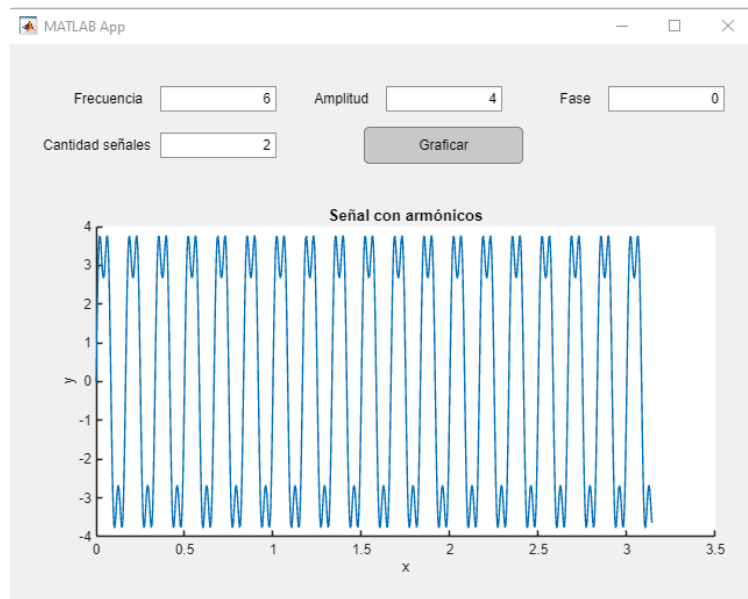 MATLAB App
Frecuencia 6 Amplitud 4 Fase 0
Cantidad señales 2 Graficar
Señal con armónicos
4
3
2
1
0
-1
-2
-3
-4
y
0 0.5 1 1.5 2 2.5 3 3.5
x